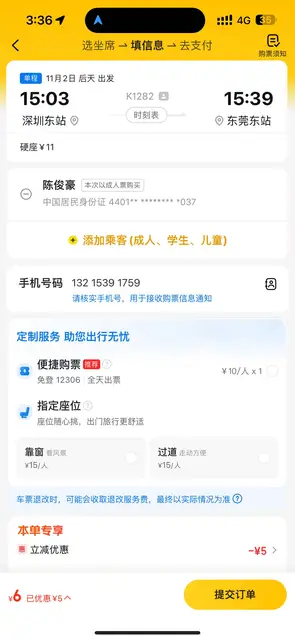 3:36
4G 35
选坐席 → 填信息 → 去支付
购票须知
单程 11月2日 后天 出发
15:03 K1282 15:39
深圳东站 时刻表 东莞东站
硬座¥11
陈俊豪 本次以成人票购买
中国居民身份证 4401** ******** *037
添加乘客 (成人、学生、儿童)
手机号码 132 1539 1759
请核实手机号，用于接收购票信息通知
定制服务 助您出行无忧
便捷购票 推荐 ?
免登 12306 全天出票 ¥10/人 x 1
指定座位 ?
座位随心挑，出门旅行更舒适
靠窗 看风景
¥15/人
过道 走动方便
¥15/人
车票退改时，可能会收取退改服务费，最终以实际情况为准 ?
本单专享
惠 立减优惠 -¥5 >
¥6 已优惠¥5 提交订单